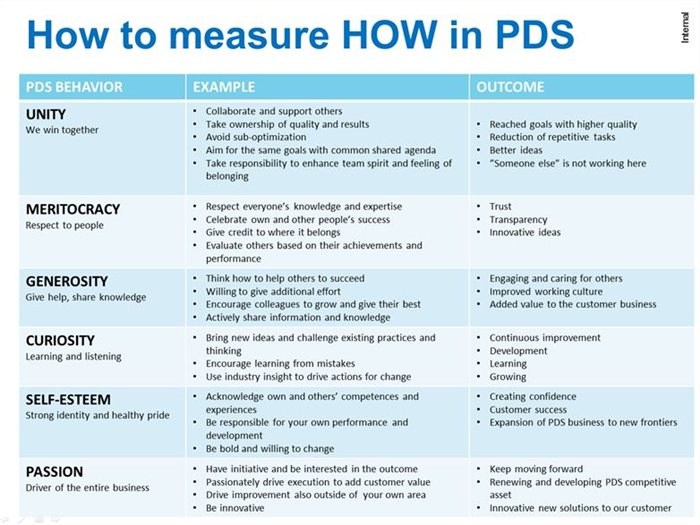 Internal
How to measure HOW in PDS
PDS BEHAVIOR
EXAMPLE
OUTCOME
UNITY
We win together
• Collaborate and support others
• Take ownership of quality and results
• Avoid sub-optimization
• Aim for the same goals with common shared agenda
• Take responsibility to enhance team spirit and feeling of
belonging
• Reached goals with higher quality
• Reduction of repetitive tasks
• Better ideas
• ”Someone else” is not working here
MERITOCRACY
Respect to people
• Respect everyone’s knowledge and expertise
• Celebrate own and other people’s success
• Give credit to where it belongs
• Evaluate others based on their achievements and
performance
• Trust
• Transparency
• Innovative ideas
GENEROSITY
Give help, share knowledge
• Think how to help others to succeed
• Willing to give additional effort
• Encourage colleagues to grow and give their best
• Actively share information and knowledge
• Engaging and caring for others
• Improved working culture
• Added value to the customer business
CURIOSITY
Learning and listening
• Bring new ideas and challenge existing practices and
thinking
• Encourage learning from mistakes
• Use industry insight to drive actions for change
• Continuous improvement
• Development
• Learning
• Growing
SELF-ESTEEM
Strong identity and healthy pride
• Acknowledge own and others’ competences and
experiences
• Be responsible for your own performance and
development
• Be bold and willing to change
• Creating confidence
• Customer success
• Expansion of PDS business to new frontiers
PASSION
Driver of the entire business
• Have initiative and be interested in the outcome
• Passionately drive execution to add customer value
• Drive improvement also outside of your own area
• Be innovative
• Keep moving forward
• Renewing and developing PDS competitive
asset
• Innovative new solutions to our customer